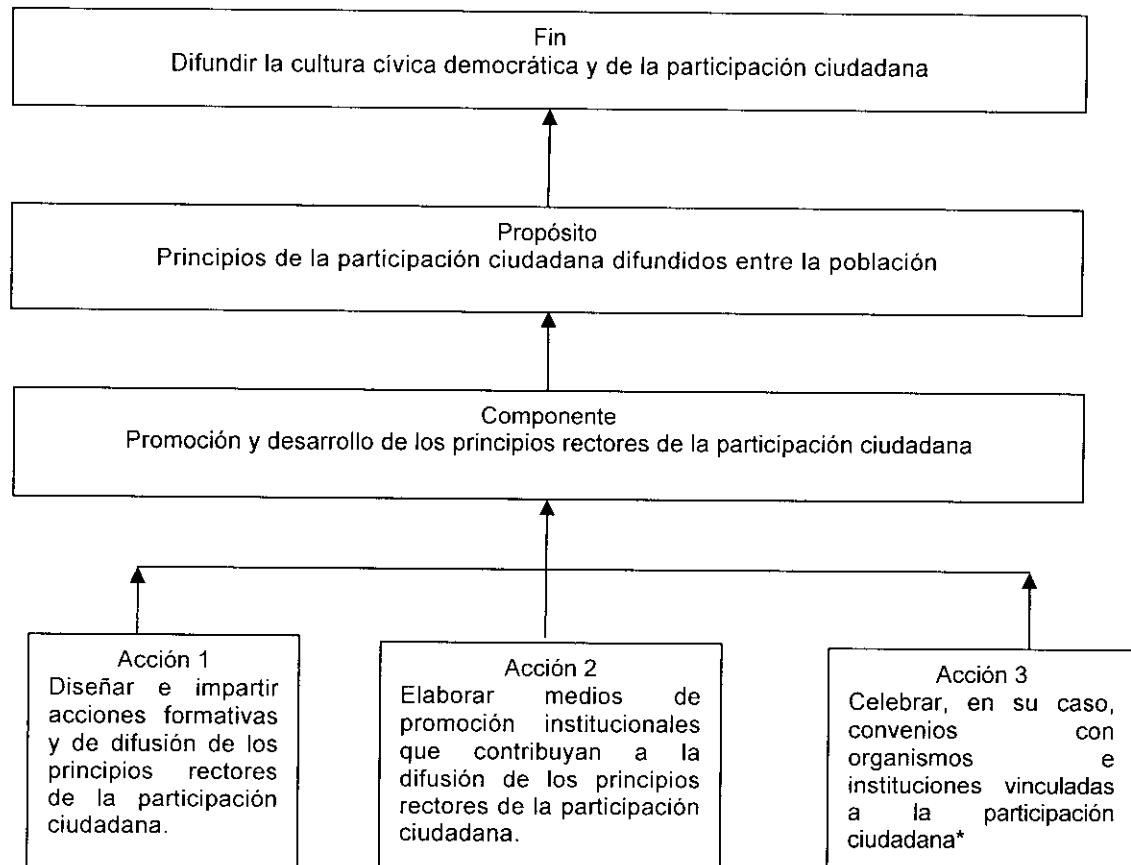 Fin
Difundir la cultura cívica democrática y de la participación ciudadana
Propósito
Principios de la participación ciudadana difundidos entre la población
Componente
Promoción y desarrollo de los principios rectores de la participación ciudadana
Acción 1
Diseñar e impartir
acciones formativas
y de difusión de los
principios rectores
de la participación
ciudadana.
Acción 2
Elaborar medios de
promoción institucionales
que contribuyan a la
difusión de los principios
rectores de la participación
ciudadana.
Acción 3
Celebrar, en su caso,
convenios con
organismos e
instituciones vinculadas
a la participación
ciudadana*